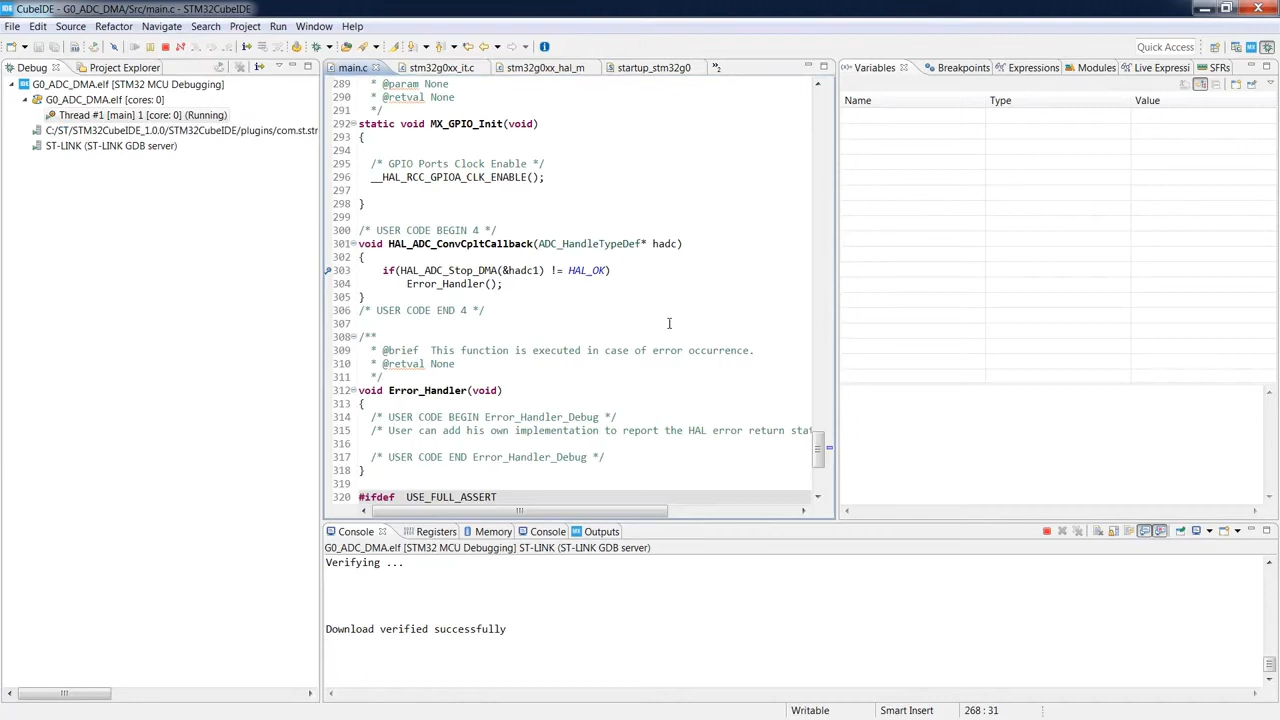 IDE CubeIDE - G0_ADC_DMA/Src/main.c - STM32CubeIDE
File Edit Source Refactor Navigate Search Project Run Window Help
Quick Access
MX
Debug Project Explorer
main.c stm32g0xx_it.c stm32g0xx_hal_m startup_stm32g0
(x)= Variables Breakpoints Expressions Modules Live Expressi SFRs
G0_ADC_DMA.elf [STM32 MCU Debugging]
G0_ADC_DMA.elf [cores: 0]
Thread #1 [main] 1 [core: 0] (Running)
C:/ST/STM32CubeIDE_1.0.0/STM32CubeIDE/plugins/com.st.str
ST-LINK (ST-LINK GDB server)
289 * @param None
290 * @retval None
291 */
292 static void MX_GPIO_Init(void)
293 {
294
295 /* GPIO Ports Clock Enable */
296 __HAL_RCC_GPIOA_CLK_ENABLE();
297
298 }
299
300 /* USER CODE BEGIN 4 */
301 void HAL_ADC_ConvCpltCallback(ADC_HandleTypeDef* hadc)
302 {
303 if(HAL_ADC_Stop_DMA(&hadc1) != HAL_OK)
304 Error_Handler();
305 }
306 /* USER CODE END 4 */
307
308 /**
309 * @brief This function is executed in case of error occurrence.
310 * @retval None
311 */
312 void Error_Handler(void)
313 {
314 /* USER CODE BEGIN Error_Handler_Debug */
315 /* User can add his own implementation to report the HAL error return stat
316
317 /* USER CODE END Error_Handler_Debug */
318 }
319
320 #ifdef USE_FULL_ASSERT
Name Type Value
Console Registers Memory Console MX Outputs
G0_ADC_DMA.elf [STM32 MCU Debugging] ST-LINK (ST-LINK GDB server)
Verifying ...
Download verified successfully
Writable Smart Insert 268 : 31